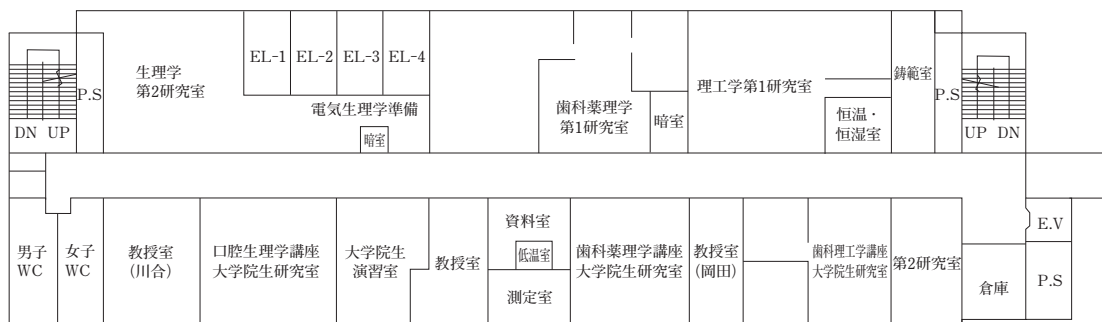 生理学
第2研究室
EL-1
EL-2
EL-3
EL-4
電気生理学準備
暗室
歯科薬理学
第1研究室
暗室
理工学第1研究室
恒温・
恒湿室
鋳範室
P.S
P.S
DN UP
UP DN
男子
WC
女子
WC
教授室
(川合)
口腔生理学講座
大学院生研究室
大学院生
演習室
教授室
資料室
低温室
測定室
歯科薬理学講座
大学院生研究室
教授室
(岡田)
歯科理工学講座
大学院生研究室
第2研究室
倉庫
E.V
P.S